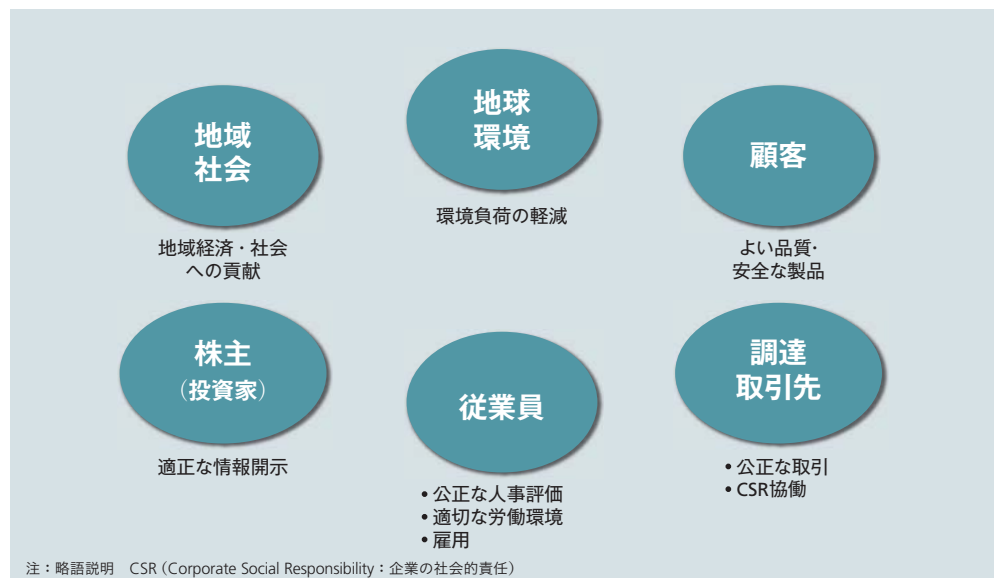 地域
社会
地域経済・社会
への貢献
地球
環境
環境負荷の軽減
顧客
よい品質・
安全な製品
株主
（投資家）
適正な情報開示
従業員
• 公正な人事評価
• 適切な労働環境
• 雇用
調達
取引先
• 公正な取引
• CSR協働
注：略語説明　CSR（Corporate Social Responsibility：企業の社会的責任）